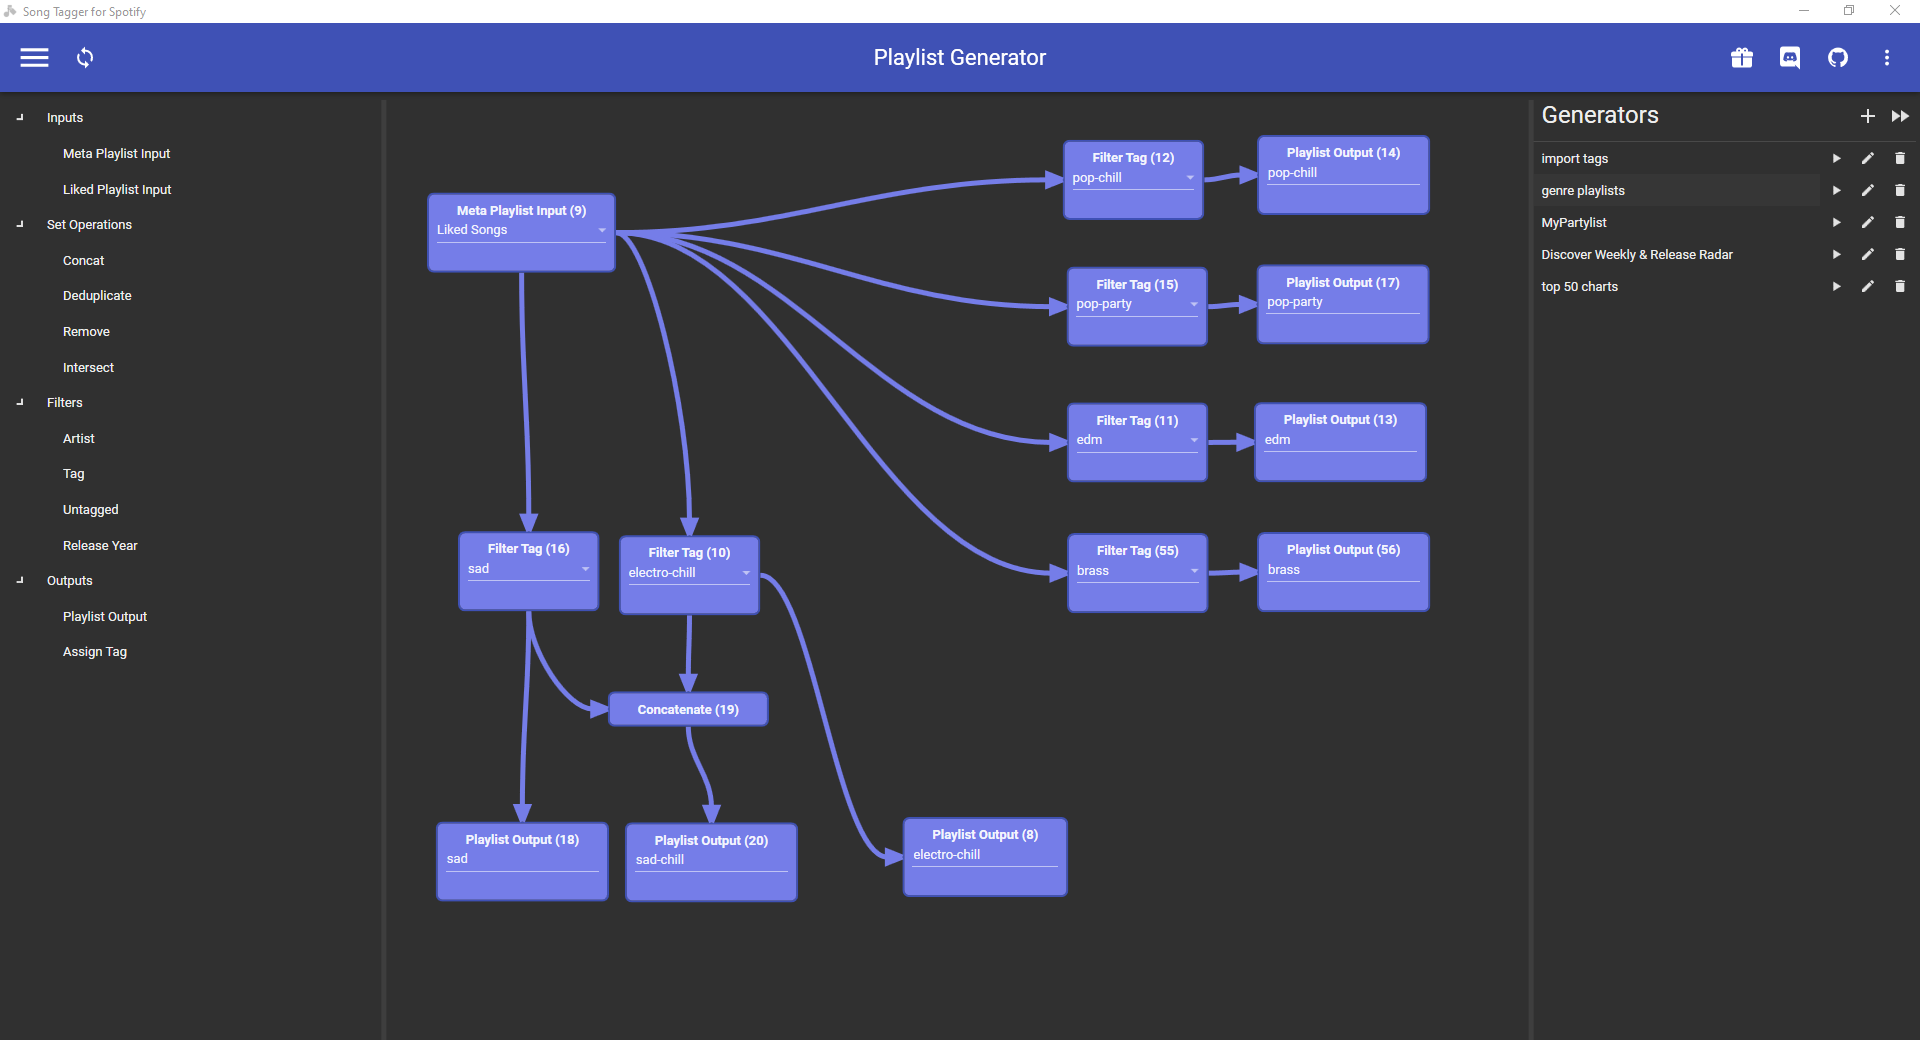 Song Tagger for Spotify
Playlist Generator
Inputs
Meta Playlist Input
Liked Playlist Input
Set Operations
Concat
Deduplicate
Remove
Intersect
Filters
Artist
Tag
Untagged
Release Year
Outputs
Playlist Output
Assign Tag
Meta Playlist Input (9)
Liked Songs
Filter Tag (12)
pop-chill
Playlist Output (14)
pop-chill
Filter Tag (15)
pop-party
Playlist Output (17)
pop-party
Filter Tag (11)
edm
Playlist Output (13)
edm
Filter Tag (55)
brass
Playlist Output (56)
brass
Filter Tag (16)
sad
Filter Tag (10)
electro-chill
Concatenate (19)
Playlist Output (18)
sad
Playlist Output (20)
sad-chill
Playlist Output (8)
electro-chill
Generators
import tags
genre playlists
MyPartylist
Discover Weekly & Release Radar
top 50 charts